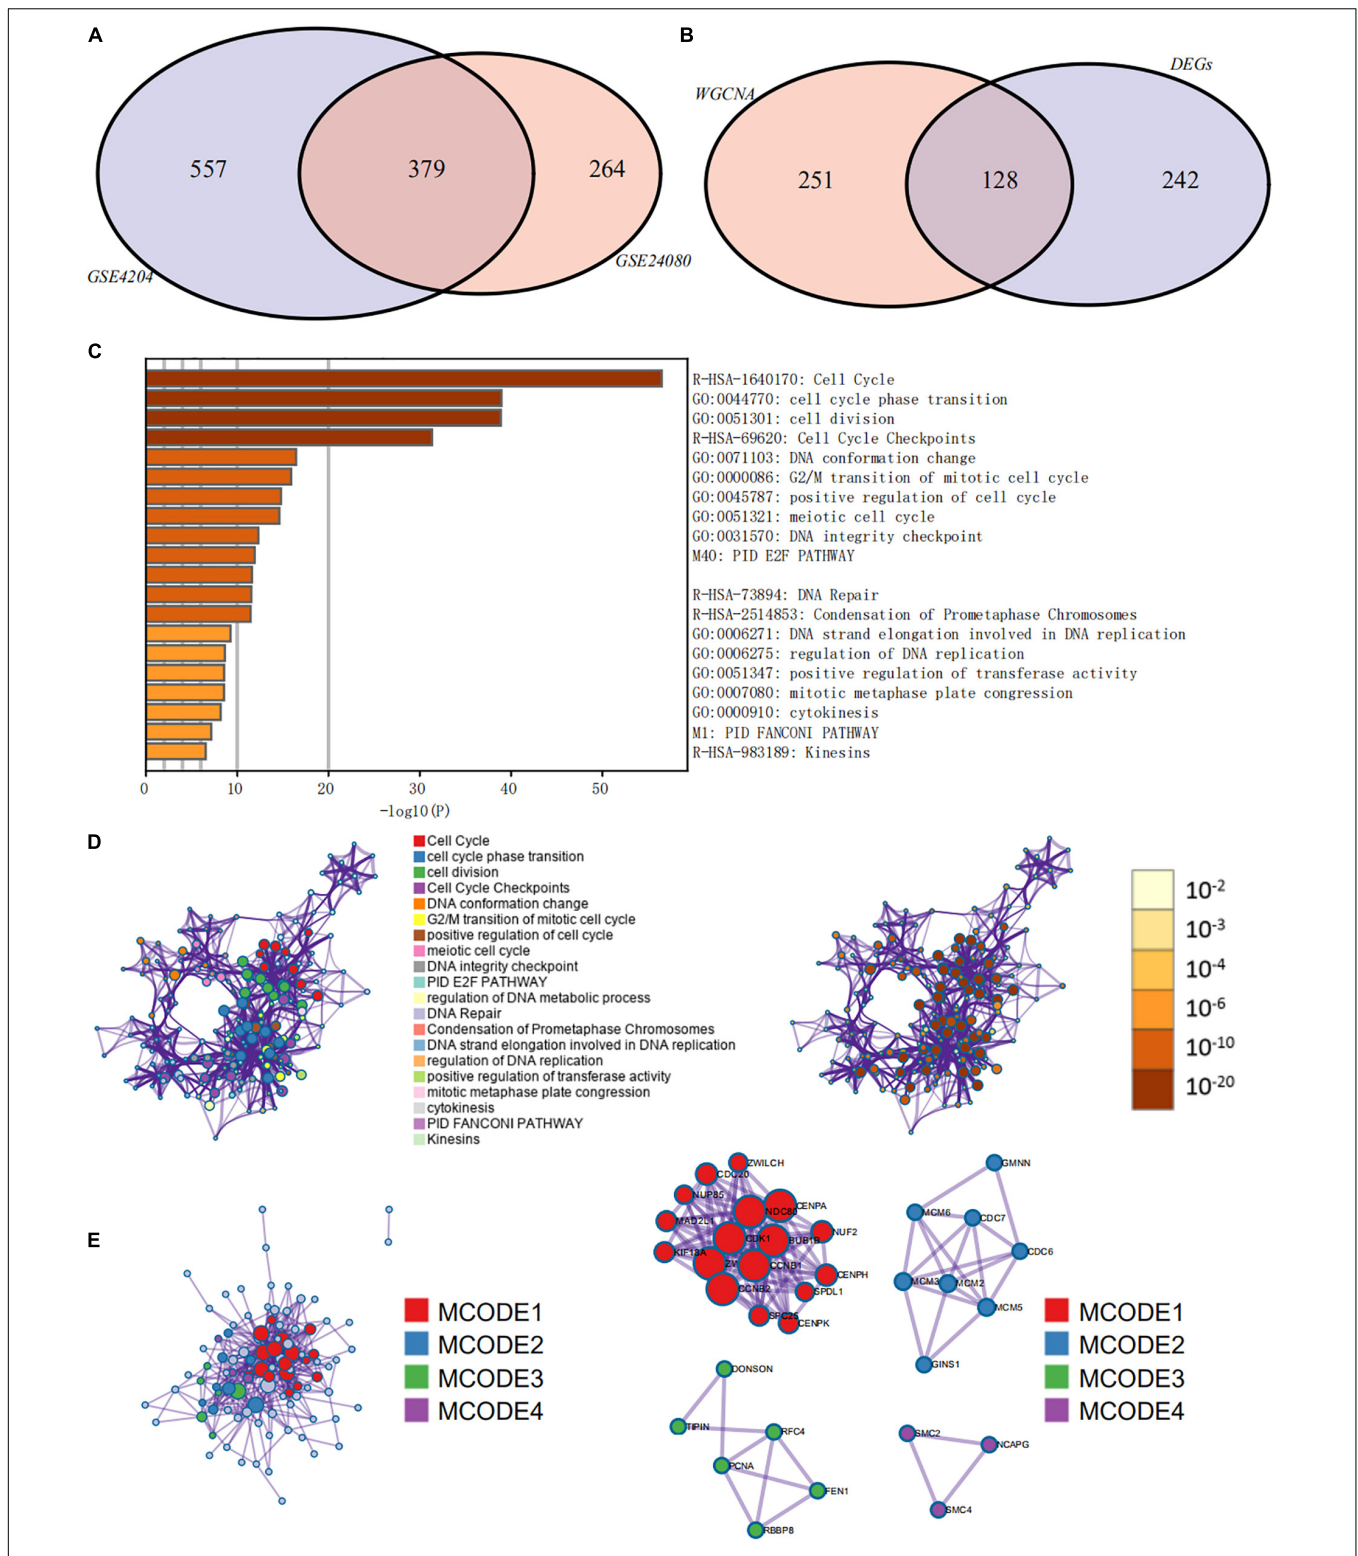 A
557
379
264
GSE4204
GSE24080
B
WGCNA
DEGs
251
128
242
C
R-HSA-1640170: Cell Cycle
GO:0044770: cell cycle phase transition
GO:0051301: cell division
R-HSA-69620: Cell Cycle Checkpoints
GO:0071103: DNA conformation change
GO:0000086: G2/M transition of mitotic cell cycle
GO:0045787: positive regulation of cell cycle
GO:0051321: meiotic cell cycle
GO:0031570: DNA integrity checkpoint
M40: PID E2F PATHWAY
R-HSA-73894: DNA Repair
R-HSA-2514853: Condensation of Prometaphase Chromosomes
GO:0006271: DNA strand elongation involved in DNA replication
GO:0006275: regulation of DNA replication
GO:0051347: positive regulation of transferase activity
GO:0007080: mitotic metaphase plate congression
GO:0000910: cytokinesis
M1: PID FANCONI PATHWAY
R-HSA-983189: Kinesins
0 10 20 30 40 50
-log10(P)
D
Cell Cycle
cell cycle phase transition
cell division
Cell Cycle Checkpoints
DNA conformation change
G2/M transition of mitotic cell cycle
positive regulation of cell cycle
meiotic cell cycle
DNA integrity checkpoint
PID E2F PATHWAY
regulation of DNA metabolic process
DNA Repair
Condensation of Prometaphase Chromosomes
DNA strand elongation involved in DNA replication
regulation of DNA replication
positive regulation of transferase activity
mitotic metaphase plate congression
cytokinesis
PID FANCONI PATHWAY
Kinesins
10-2
10-3
10-4
10-6
10-10
10-20
E
MCODE1
MCODE2
MCODE3
MCODE4
ZWILCH
CDC20
NUP85
CENPA
NDC80
MAD2L1
NUF2
CDK1
BUB1B
KIF18A
ZW
CCNB1
CENPH
CCNB2
SPDL1
SPC25
CENPK
GMNN
MCM6
CDC7
CDC6
MCM3
MCM2
MCM5
GINS1
DONSON
TIPIN
RFC4
PCNA
FEN1
RBBP8
SMC2
NCAPG
SMC4
MCODE1
MCODE2
MCODE3
MCODE4